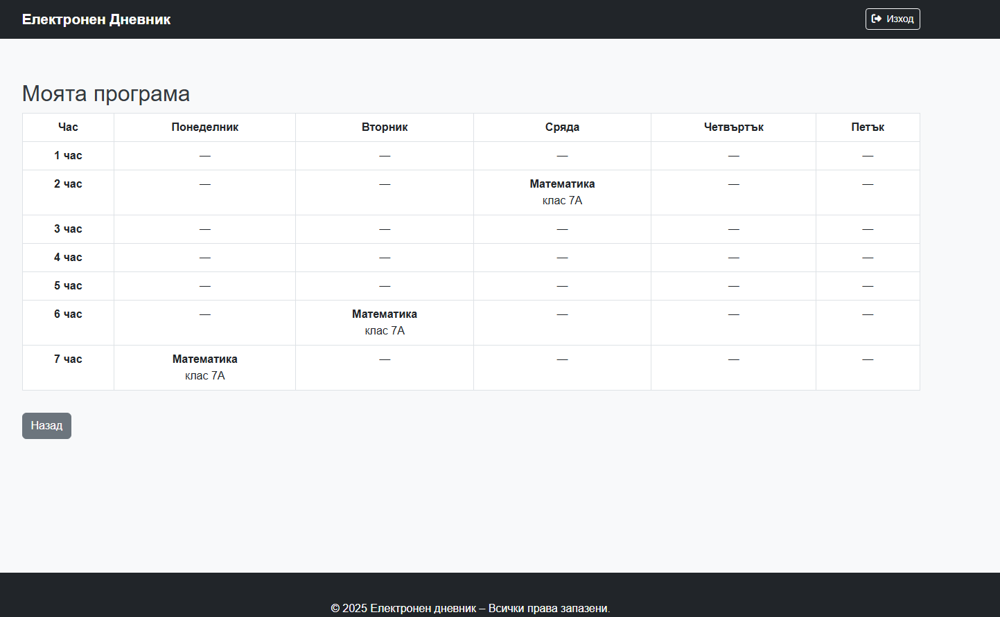 Електронен Дневник
Изход
Моята програма
Час Понеделник Вторник Сряда Четвъртък Петък
1 час — — — — —
2 час — — Математика клас 7А — —
3 час — — — — —
4 час — — — — —
5 час — — — — —
6 час — Математика клас 7А — — —
7 час Математика клас 7А — — — —
Назад
© 2025 Електронен дневник – Всички права запазени.